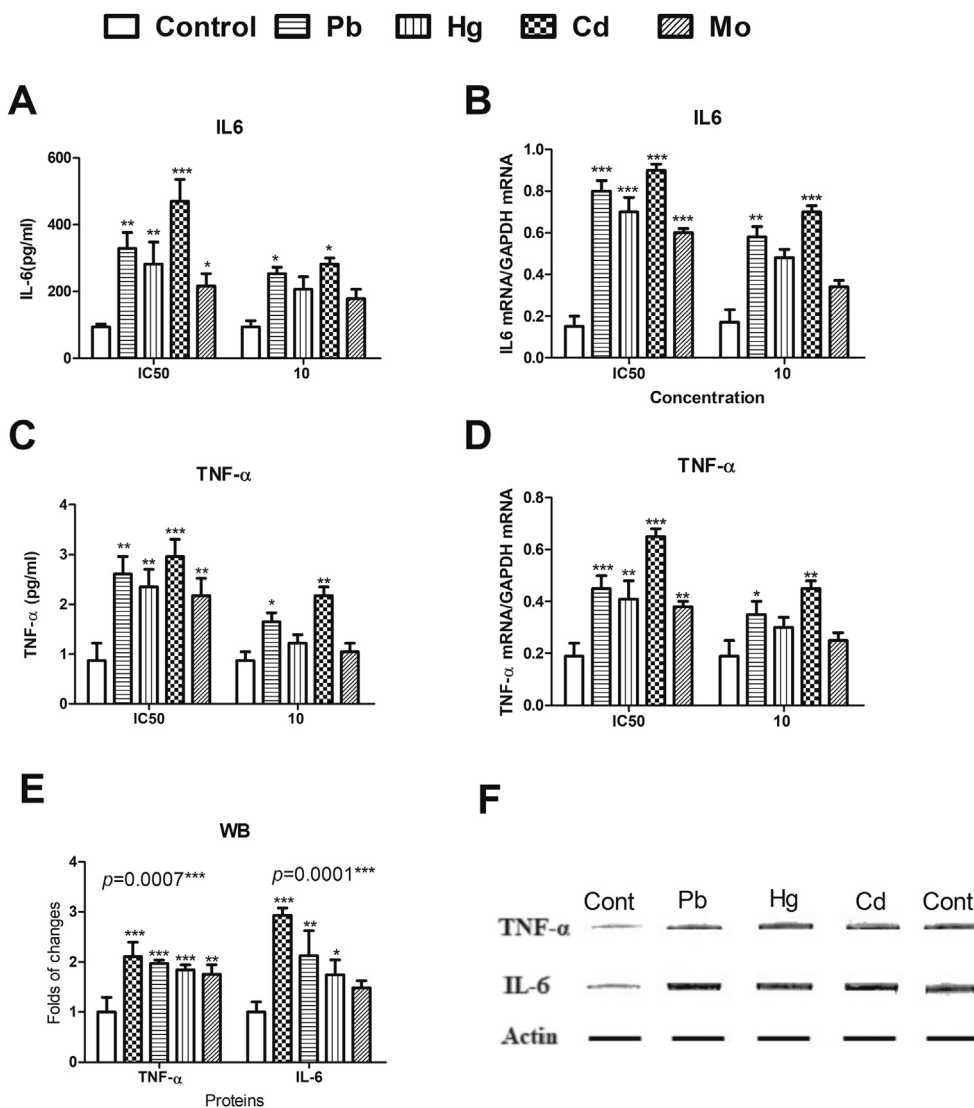 Control Pb Hg Cd Mo
A
IL6
IL-6(pg/ml)
600
400
200
0
** ** *** * * *
IC50 10
B
IL6
IL6 mRNA/GAPDH mRNA
1.0
0.8
0.6
0.4
0.2
0.0
*** *** *** *** ** ***
IC50 10
Concentration
C
TNF-α
TNF-α (pg/ml)
4
3
2
1
0
** ** *** ** * **
IC50 10
D
TNF-α
TNF-α mRNA/GAPDH mRNA
0.8
0.6
0.4
0.2
0.0
*** ** *** ** * **
IC50 10
E
WB
Folds of changes
4
3
2
1
0
p=0.0007*** p=0.0001***
*** *** *** ** *** ** *
TNF-α IL-6
Proteins
F
Cont Pb Hg Cd Cont
TNF-α
IL-6
Actin